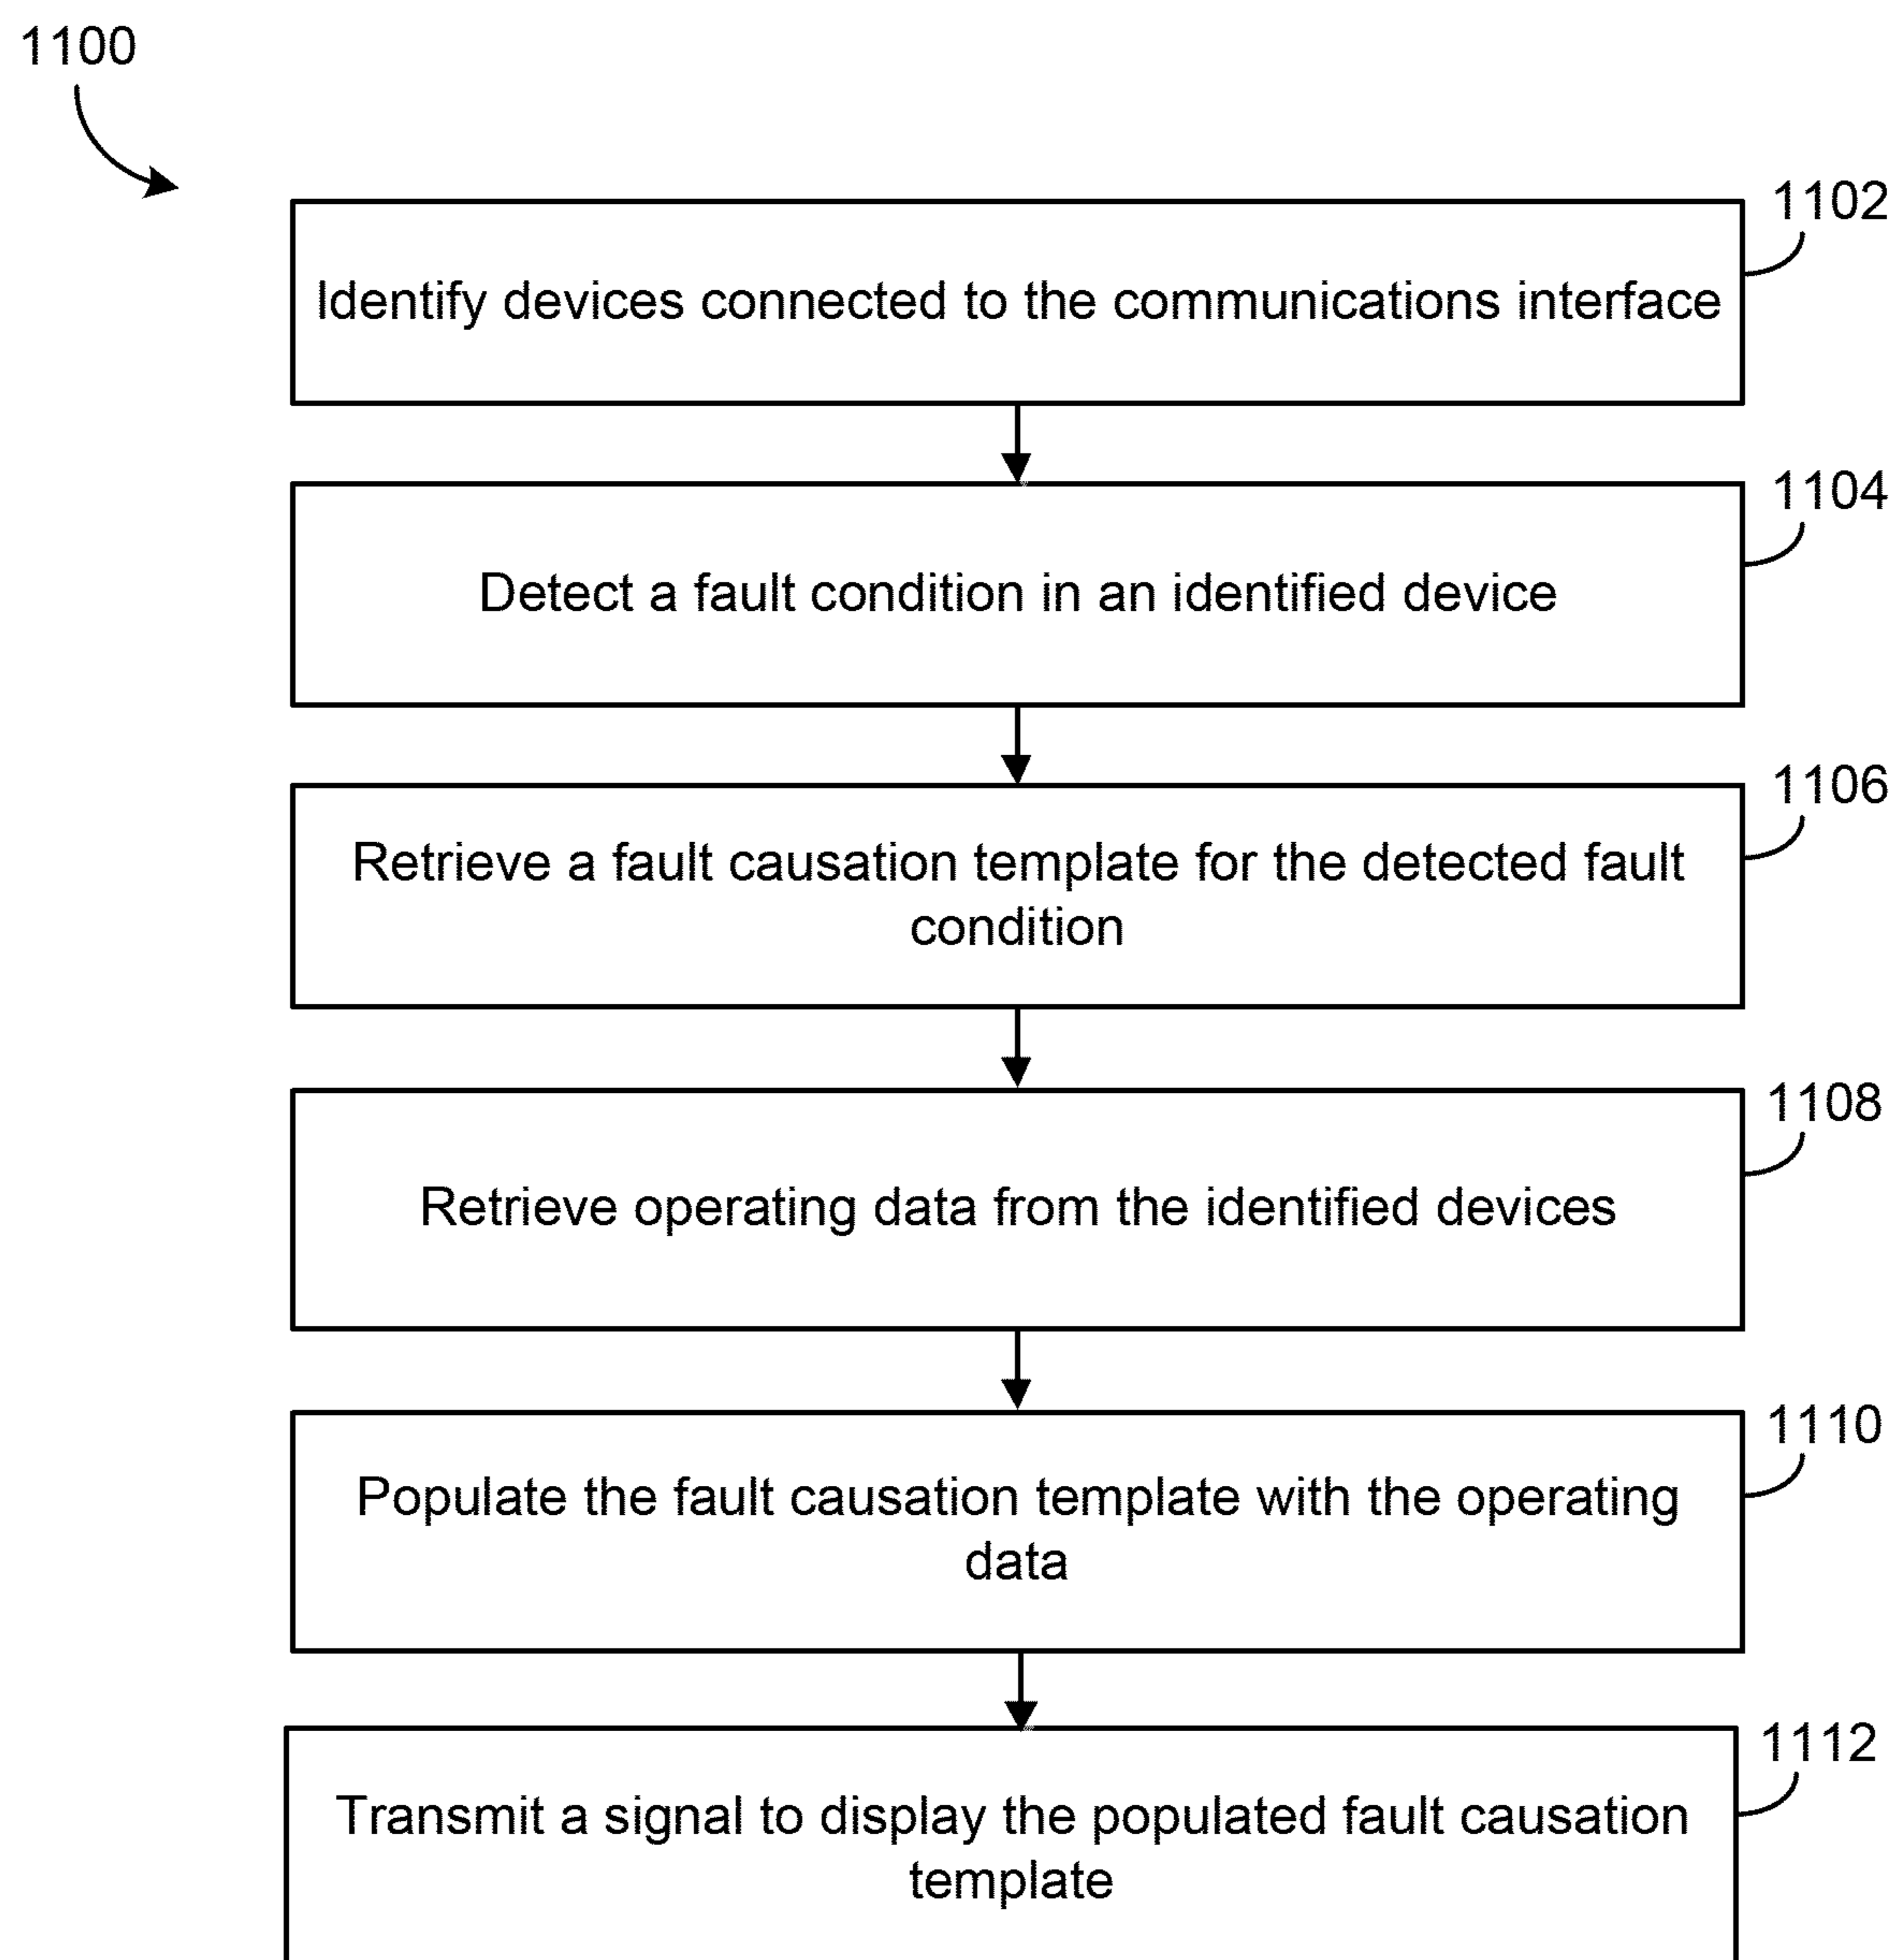 1100
1102
Identify devices connected to the communications interface
1104
Detect a fault condition in an identified device
1106
Retrieve a fault causation template for the detected fault
condition
1108
Retrieve operating data from the identified devices
1110
Populate the fault causation template with the operating
data
1112
Transmit a signal to display the populated fault causation
template